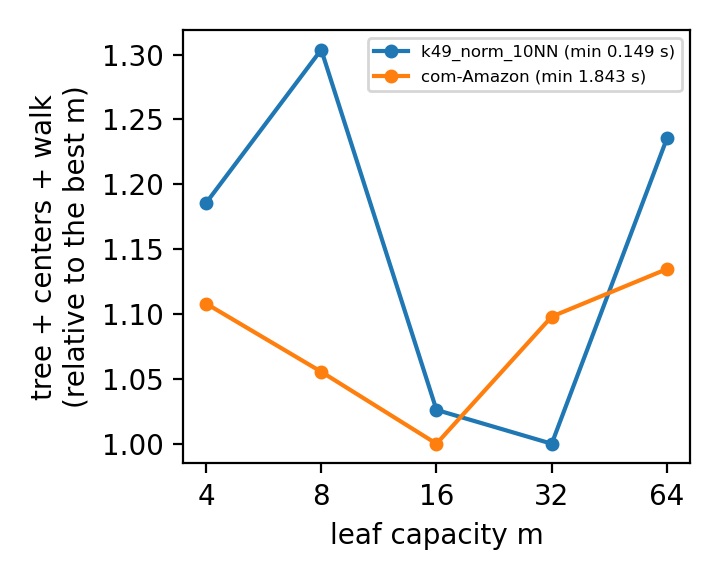 k49_norm_10NN (min 0.149 s)
com-Amazon (min 1.843 s)
1.30
1.25
1.20
1.15
1.10
1.05
1.00
tree + centers + walk
(relative to the best m)
4 8 16 32 64
leaf capacity m